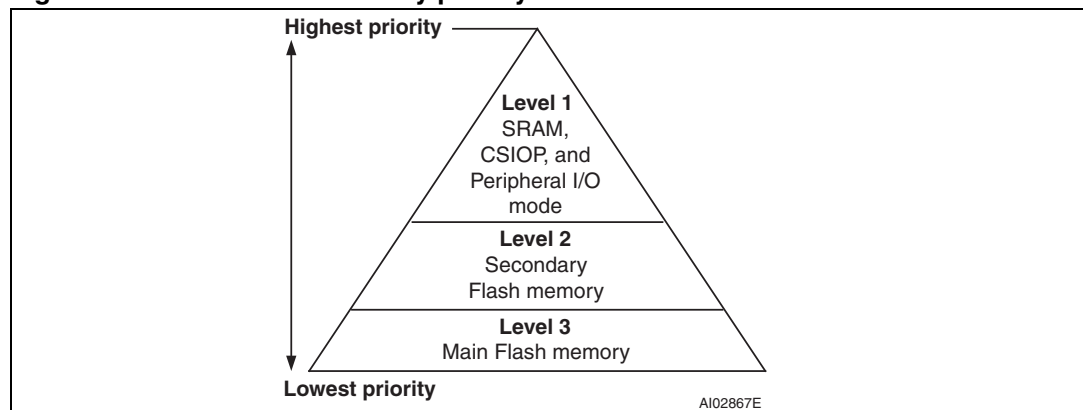 Highest priority
Level 1
SRAM,
CSIOP, and
Peripheral I/O
mode
Level 2
Secondary
Flash memory
Level 3
Main Flash memory
Lowest priority
AI02867E